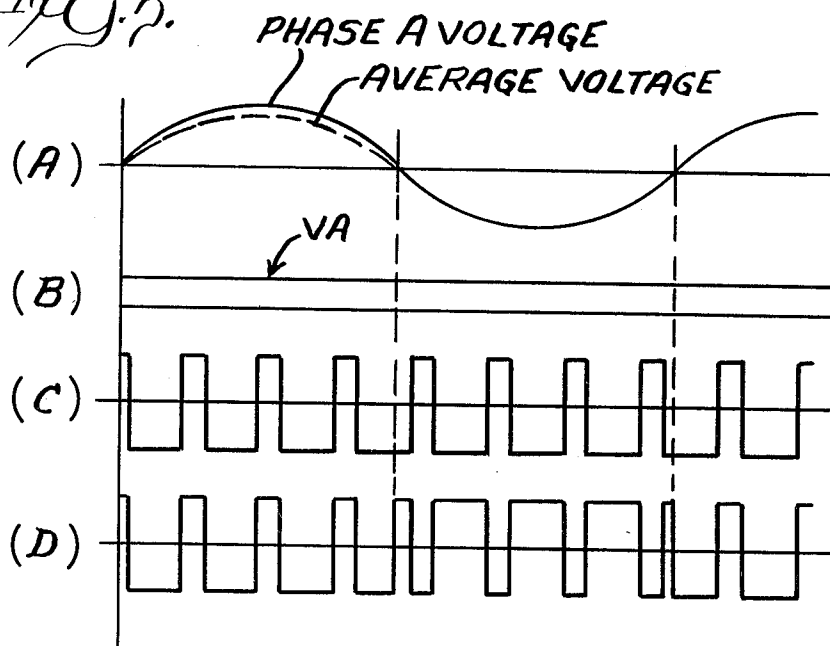 PHASE A VOLTAGE
AVERAGE VOLTAGE
(A)
VA
(B)
(C)
(D)